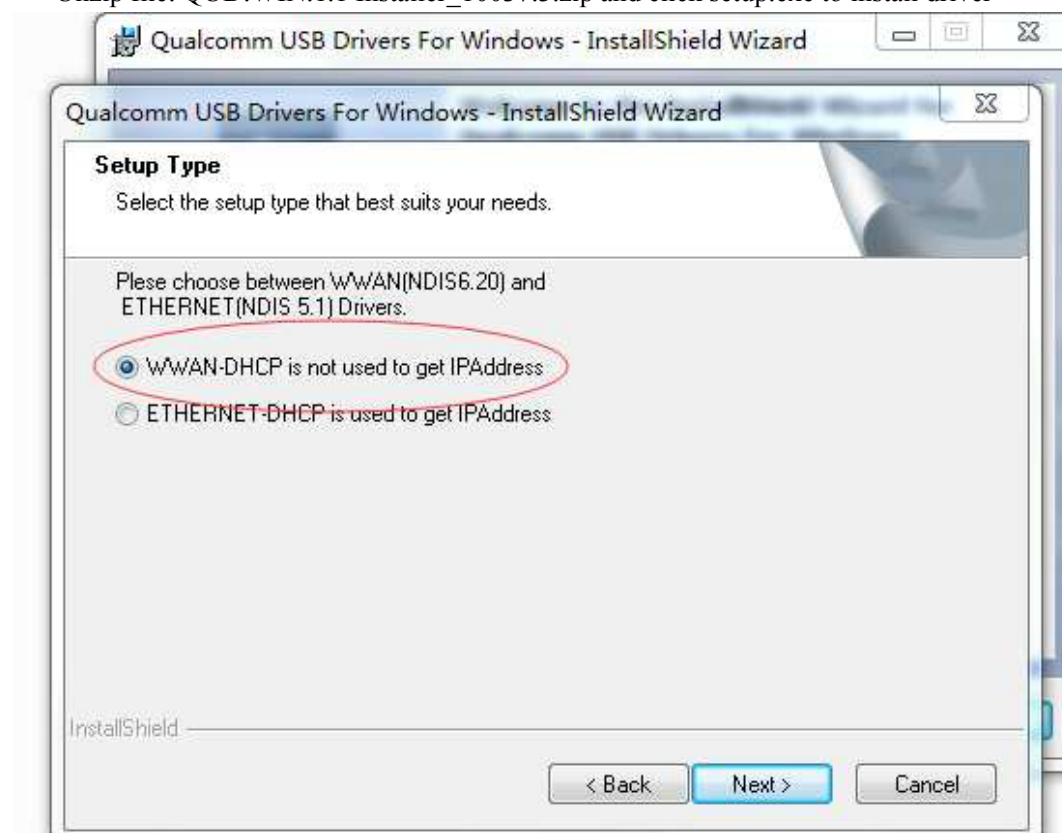 Qualcomm USB Drivers For Windows - InstallShield Wizard
Qualcomm USB Drivers For Windows - InstallShield Wizard
Setup Type
Select the setup type that best suits your needs.
Plese choose between WWAN(NDIS6.20) and
ETHERNET(NDIS 5.1) Drivers.
WWAN-DHCP is not used to get IPAddress
ETHERNET-DHCP is used to get IPAddress
InstallShield
< Back Next > Cancel